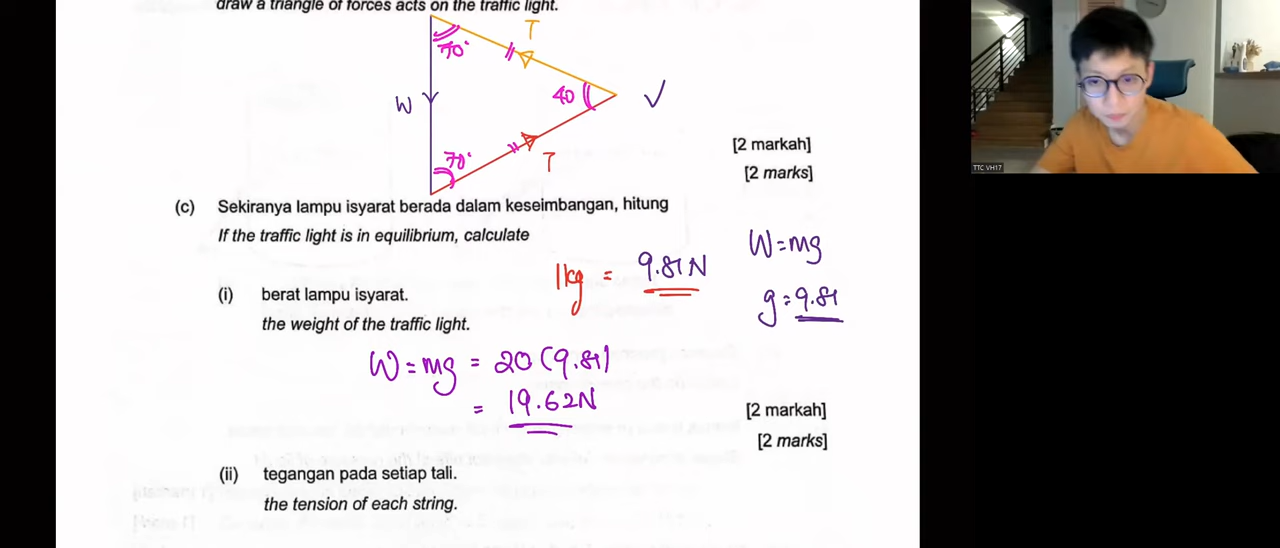 draw a triangle of forces acts on the traffic light.
T
70°
W
40
[2 markah]
70°
T
[2 marks]
(c) Sekiranya lampu isyarat berada dalam keseimbangan, hitung
If the traffic light is in equilibrium, calculate
W=mg
1kg = 9.81N
(i) berat lampu isyarat.
g=9.81
the weight of the traffic light.
W=mg = 20(9.81)
= 19.62N
[2 markah]
[2 marks]
(ii) tegangan pada setiap tali.
the tension of each string.
TTC VH17